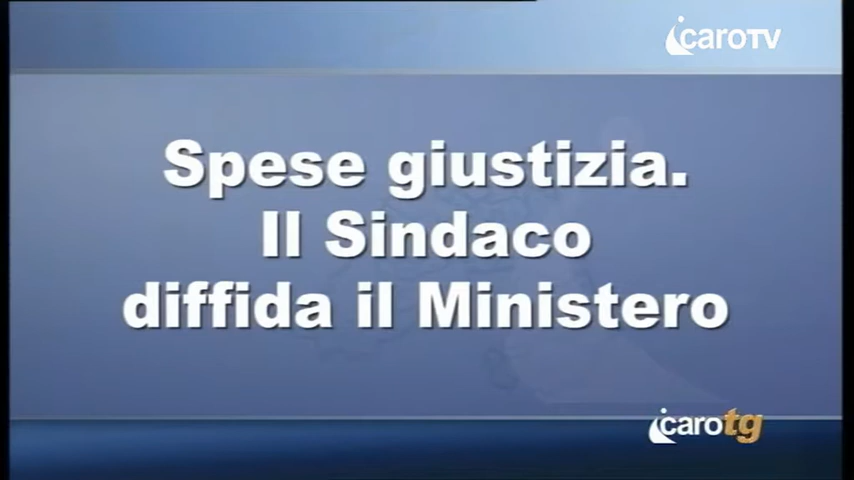 icaroTV
Spese giustizia.
Il Sindaco
diffida il Ministero
icarotg